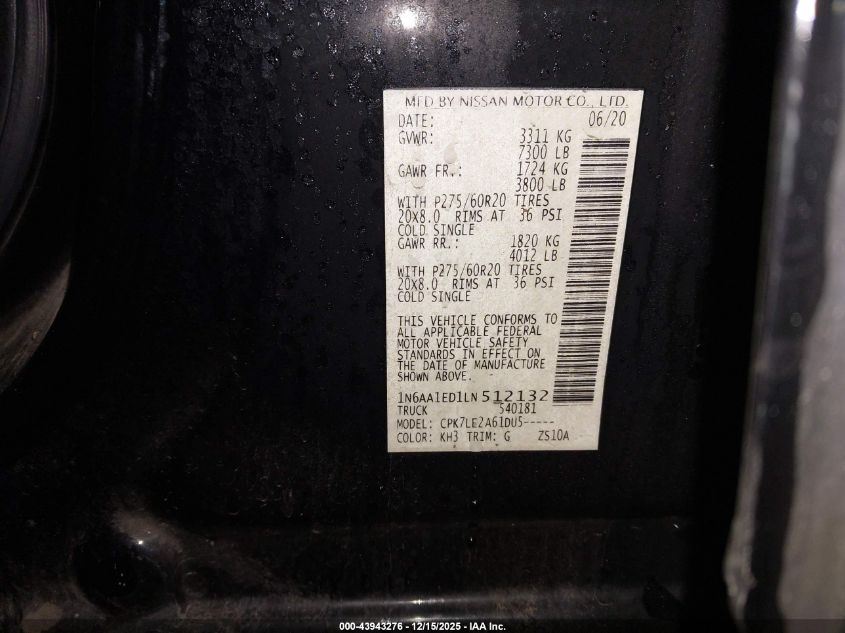 MFD BY NISSAN MOTOR CO., LTD.
DATE: 06/20
GVWR: 3311 KG
7300 LB
GAWR FR.: 1724 KG
3800 LB
WITH P275/60R20 TIRES
20X8.0 RIMS AT 36 PSI
COLD SINGLE
GAWR RR.: 1820 KG
4012 LB
WITH P275/60R20 TIRES
20X8.0 RIMS AT 36 PSI
COLD SINGLE
THIS VEHICLE CONFORMS TO
ALL APPLICABLE FEDERAL
MOTOR VEHICLE SAFETY
STANDARDS IN EFFECT ON
THE DATE OF MANUFACTURE
SHOWN ABOVE.
1N6AA1ED1LN512132
TRUCK 540181
MODEL: CPK7LE2A61DU5-----
COLOR: KH3 TRIM: G ZS10A
000-43943276 - 12/15/2025 - IAA Inc.